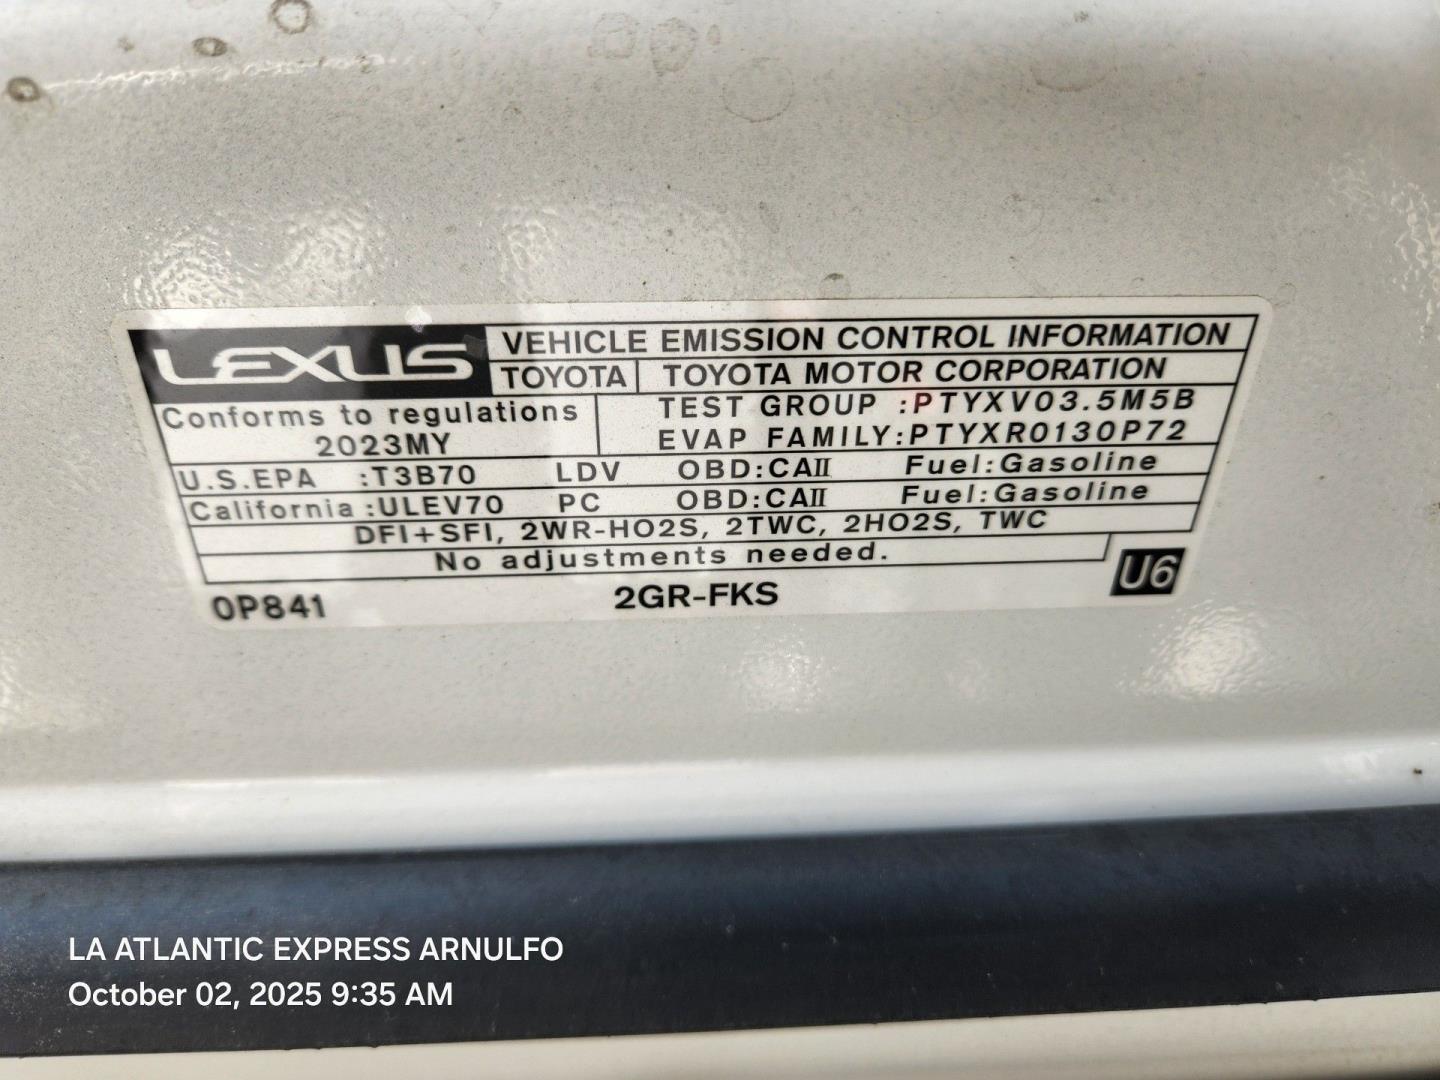 LEXUS VEHICLE EMISSION CONTROL INFORMATION
TOYOTA TOYOTA MOTOR CORPORATION
Conforms to regulations TEST GROUP :PTYXV03.5M5B
2023MY EVAP FAMILY:PTYXR0130P72
U.S.EPA :T3B70 LDV OBD:CAII Fuel:Gasoline
California:ULEV70 PC OBD:CAII Fuel:Gasoline
DFI+SFI, 2WR-HO2S, 2TWC, 2HO2S, TWC
No adjustments needed.
0P841 2GR-FKS U6
LA ATLANTIC EXPRESS ARNULFO
October 02, 2025 9:35 AM